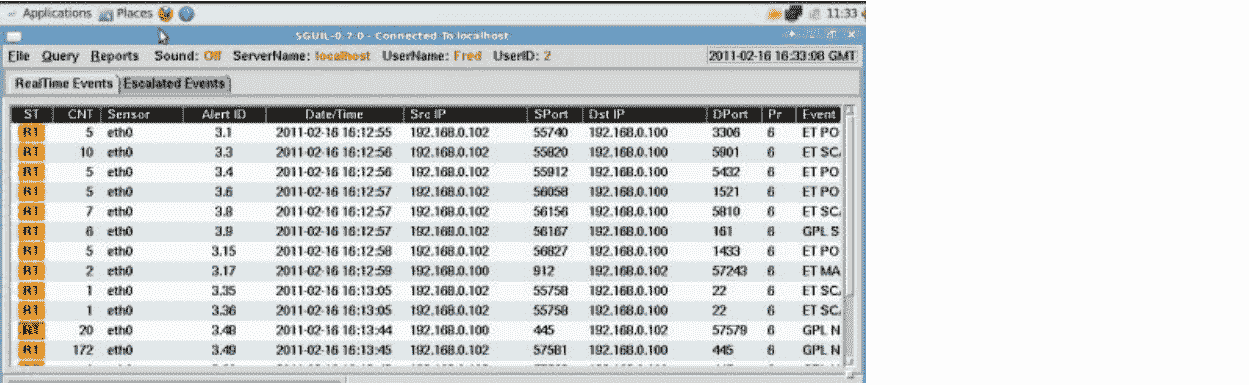 Applications Places 11:33
SGUIL-0.7.0 - Connected To localhost
File Query Reports Sound: Off ServerName: localhost UserName: Fred UserID: 2 2011-02-16 16:33:08 GMT
RealTime Events Escalated Events
ST CNT Sensor Alert ID Date/Time Src IP SPort Dst IP DPort Pr Event
RT 5 eth0 3.1 2011-02-16 16:12:55 192.168.0.102 55740 192.168.0.100 3306 6 ET PO
RT 10 eth0 3.3 2011-02-16 16:12:56 192.168.0.102 55820 192.168.0.100 5901 6 ET SC
RT 5 eth0 3.4 2011-02-16 16:12:56 192.168.0.102 55912 192.168.0.100 5432 6 ET PO
RT 5 eth0 3.6 2011-02-16 16:12:57 192.168.0.102 56058 192.168.0.100 1521 6 ET PO
RT 7 eth0 3.8 2011-02-16 16:12:57 192.168.0.102 56156 192.168.0.100 5810 6 ET SC
RT 6 eth0 3.9 2011-02-16 16:12:57 192.168.0.102 56167 192.168.0.100 161 6 GPL S
RT 5 eth0 3.15 2011-02-16 16:12:58 192.168.0.102 56827 192.168.0.100 1433 6 ET PO
RT 2 eth0 3.17 2011-02-16 16:12:59 192.168.0.100 912 192.168.0.102 57243 6 ET MA
RT 1 eth0 3.35 2011-02-16 16:13:05 192.168.0.102 55758 192.168.0.100 22 6 ET SC
RT 1 eth0 3.36 2011-02-16 16:13:05 192.168.0.102 55758 192.168.0.100 22 6 ET SC
RT 20 eth0 3.48 2011-02-16 16:13:44 192.168.0.100 445 192.168.0.102 57579 6 GPL N
RT 172 eth0 3.49 2011-02-16 16:13:45 192.168.0.102 57581 192.168.0.100 445 6 GPL N